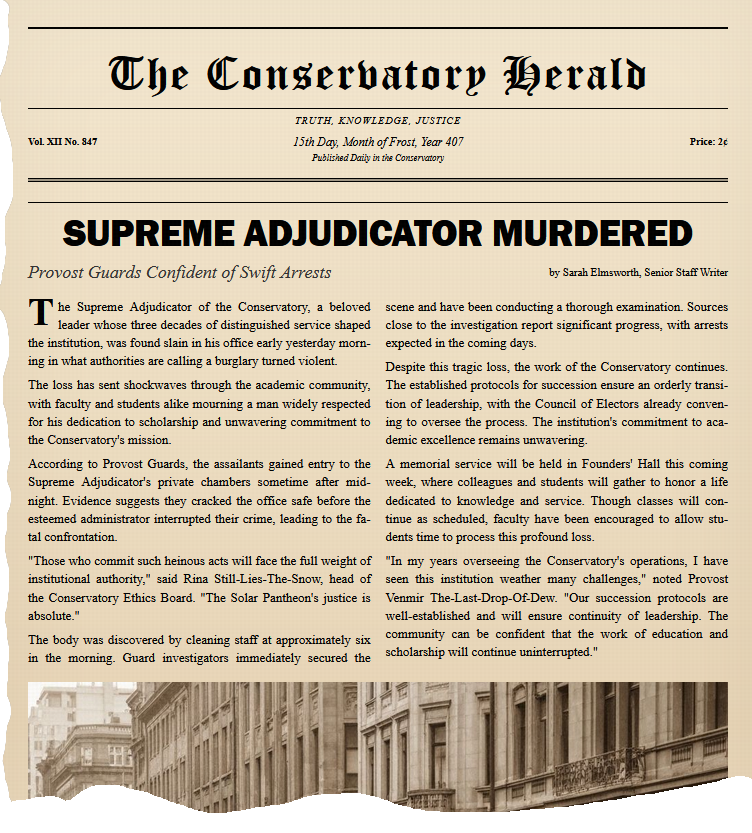 The Conservatory Herald
TRUTH, KNOWLEDGE, JUSTICE
Vol. XII No. 847
15th Day, Month of Frost, Year 407
Price: 2¢
Published Daily in the Conservatory
SUPREME ADJUDICATOR MURDERED
Provost Guards Confident of Swift Arrests
by Sarah Elmsworth, Senior Staff Writer
The Supreme Adjudicator of the Conservatory, a beloved
leader whose three decades of distinguished service shaped
the institution, was found slain in his office early yesterday morn-
ing in what authorities are calling a burglary turned violent.
The loss has sent shockwaves through the academic community,
with faculty and students alike mourning a man widely respected
for his dedication to scholarship and unwavering commitment to
the Conservatory's mission.
According to Provost Guards, the assailants gained entry to the
Supreme Adjudicator's private chambers sometime after mid-
night. Evidence suggests they cracked the office safe before the
esteemed administrator interrupted their crime, leading to the fa-
tal confrontation.
"Those who commit such heinous acts will face the full weight of
institutional authority," said Rina Still-Lies-The-Snow, head of
the Conservatory Ethics Board. "The Solar Pantheon's justice is
absolute."
The body was discovered by cleaning staff at approximately six
in the morning. Guard investigators immediately secured the
scene and have been conducting a thorough examination. Sources
close to the investigation report significant progress, with arrests
expected in the coming days.
Despite this tragic loss, the work of the Conservatory continues.
The established protocols for succession ensure an orderly transi-
tion of leadership, with the Council of Electors already conven-
ing to oversee the process. The institution's commitment to aca-
demic excellence remains unwavering.
A memorial service will be held in Founders' Hall this coming
week, where colleagues and students will gather to honor a life
dedicated to knowledge and service. Though classes will con-
tinue as scheduled, faculty have been encouraged to allow stu-
dents time to process this profound loss.
"In my years overseeing the Conservatory's operations, I have
seen this institution weather many challenges," noted Provost
Venmir The-Last-Drop-Of-Dew. "Our succession protocols are
well-established and will ensure continuity of leadership. The
community can be confident that the work of education and
scholarship will continue uninterrupted."